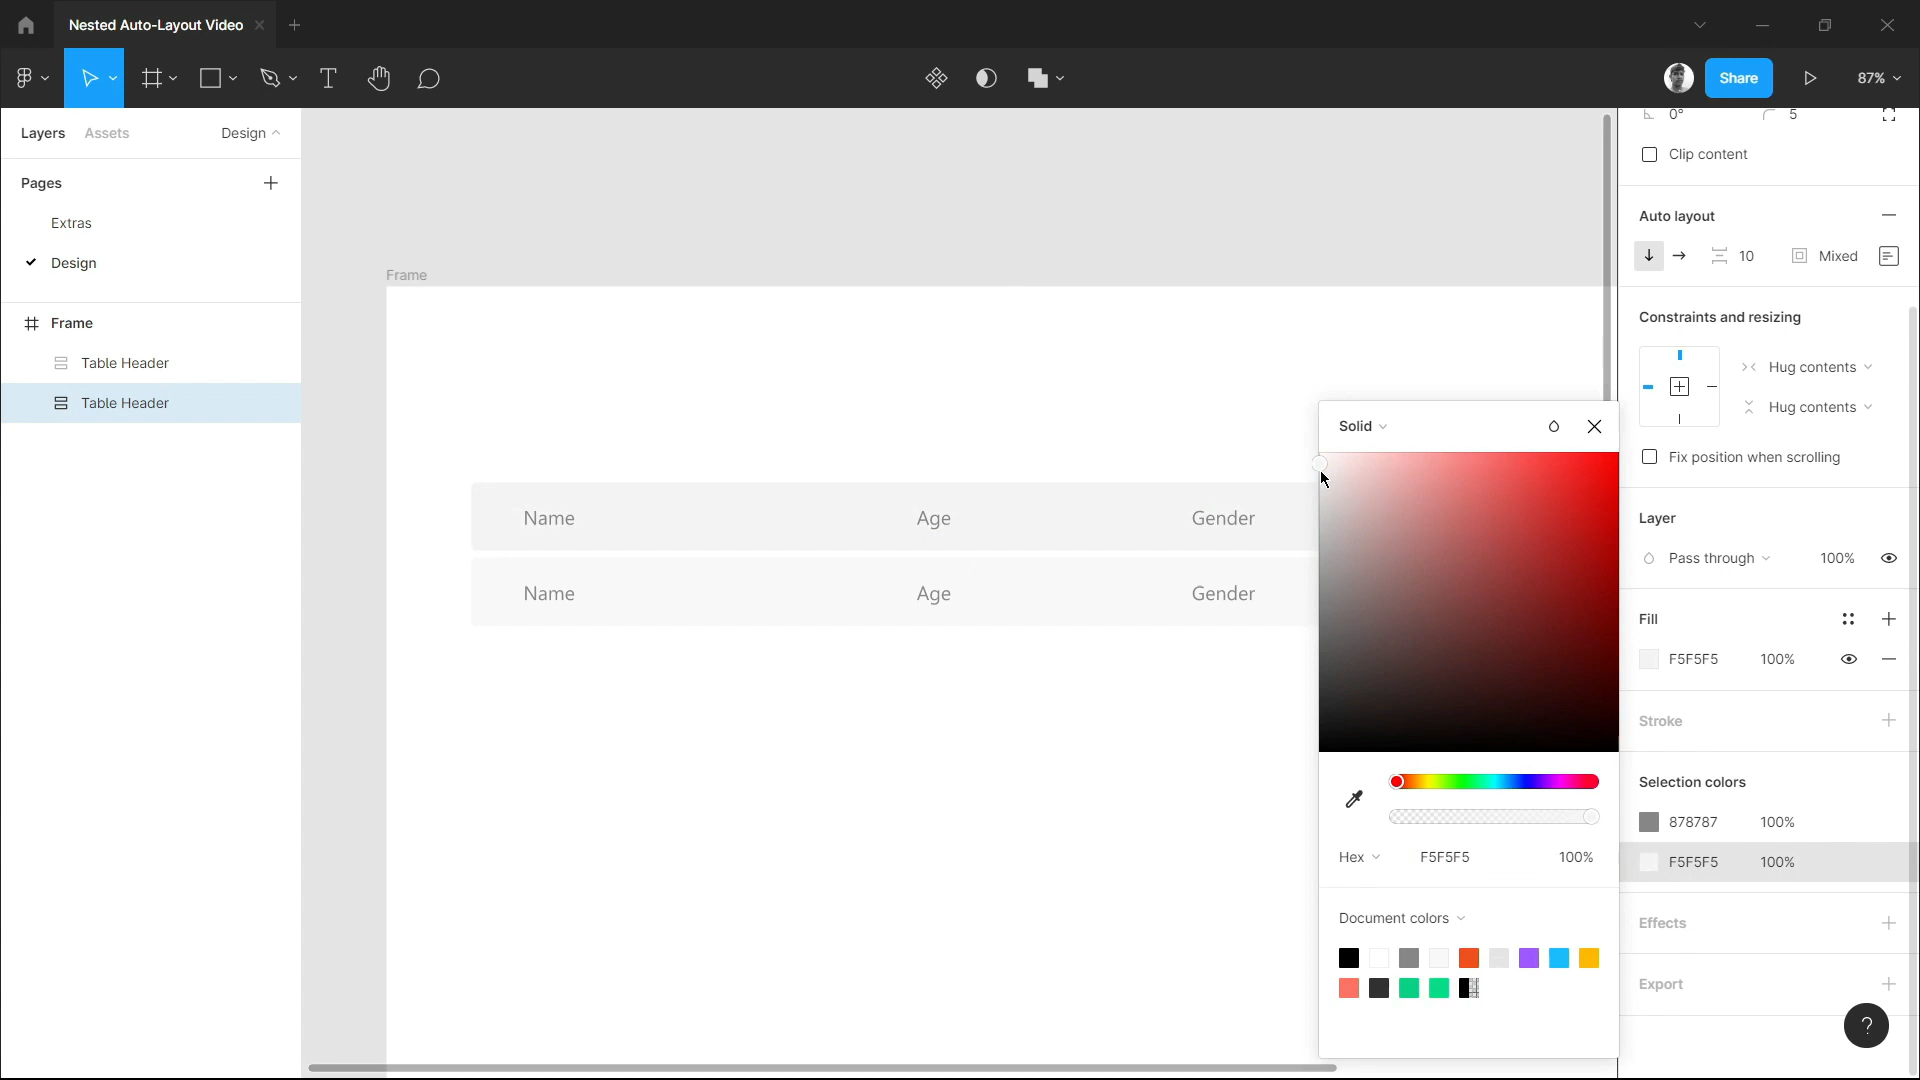 Nested Auto-Layout Video
Share
87%
Layers Assets Design
Pages
Extras
Design
Frame
Table Header
Table Header
Frame
Name Age Gender
Name Age Gender
Solid
Hex F5F5F5 100%
Document colors
0° 5
Clip content
Auto layout
10 Mixed
Constraints and resizing
Hug contents
Hug contents
Fix position when scrolling
Layer
Pass through 100%
Fill
F5F5F5 100%
Stroke
Selection colors
878787 100%
F5F5F5 100%
Effects
Export
?